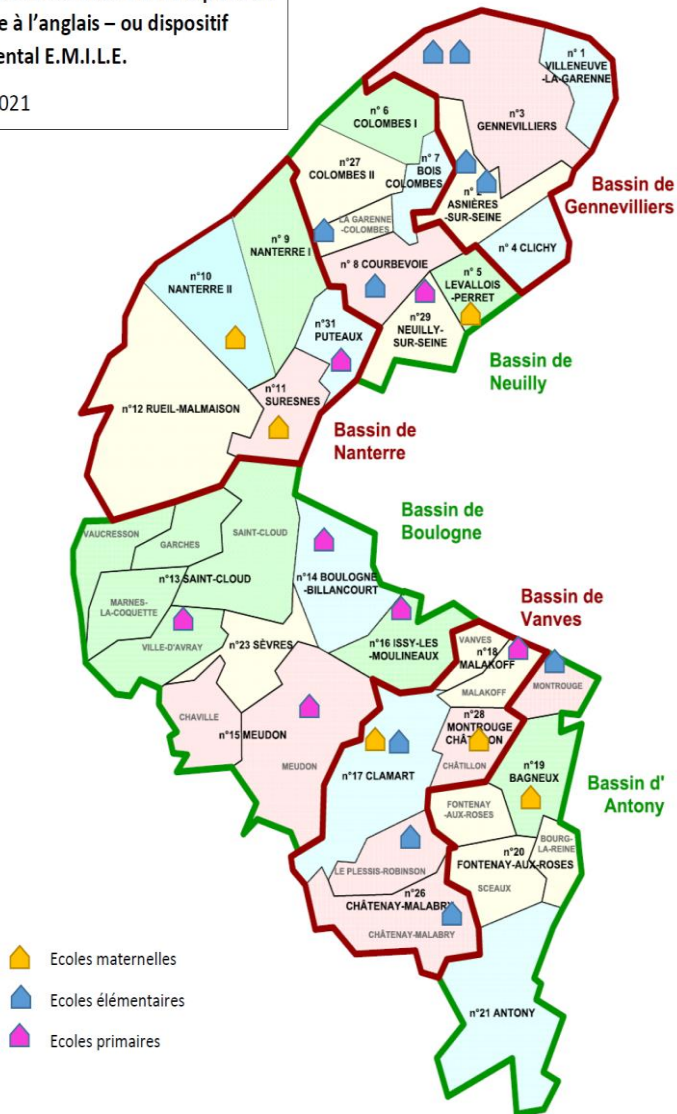 e à l'anglais – ou dispositif
ental E.M.I.L.E.
021
n° 1
VILLENEUVE
-LA-GARENNE
n°3
GENNEVILLIERS
n° 6
COLOMBES I
n° 7
BOIS
COLOMBES
n°27
COLOMBES II
ASNIÈRES
-SUR-SEINE
Bassin de
Gennevilliers
LA GARENNE
-COLOMBES
n° 4 CLICHY
n° 9
NANTERRE I
n° 8 COURBEVOIE
n° 5
LEVALLOIS
-PERRET
n°10
NANTERRE II
n°29
NEUILLY-
SUR-SEINE
n°31
PUTEAUX
Bassin de
Neuilly
n°11
SURESNES
n°12 RUEIL-MALMAISON
Bassin de
Nanterre
Bassin de
Boulogne
VAUCRESSON
GARCHES
SAINT-CLOUD
n°13 SAINT-CLOUD
n°14 BOULOGNE
-BILLANCOURT
MARNES-
LA-COQUETTE
VILLE-D'AVRAY
n°23 SÈVRES
n°16 ISSY-LES
-MOULINEAUX
Bassin de
Vanves
VANVES
n°18
MALAKOFF
MALAKOFF
MONTROUGE
CHAVILLE
n°15 MEUDON
MEUDON
n°28
MONTROUGE
CHÂTILLON
CHÂTILLON
n°17 CLAMART
n°19
BAGNEUX
Bassin d'
Antony
FONTENAY
-AUX-ROSES
BOURG-
LA-REINE
n°20
FONTENAY-AUX-ROSES
SCEAUX
LE PLESSIS-ROBINSON
n°26
CHÂTENAY-MALABRY
CHÂTENAY-MALABRY
n°21 ANTONY
Ecoles maternelles
Ecoles élémentaires
Ecoles primaires